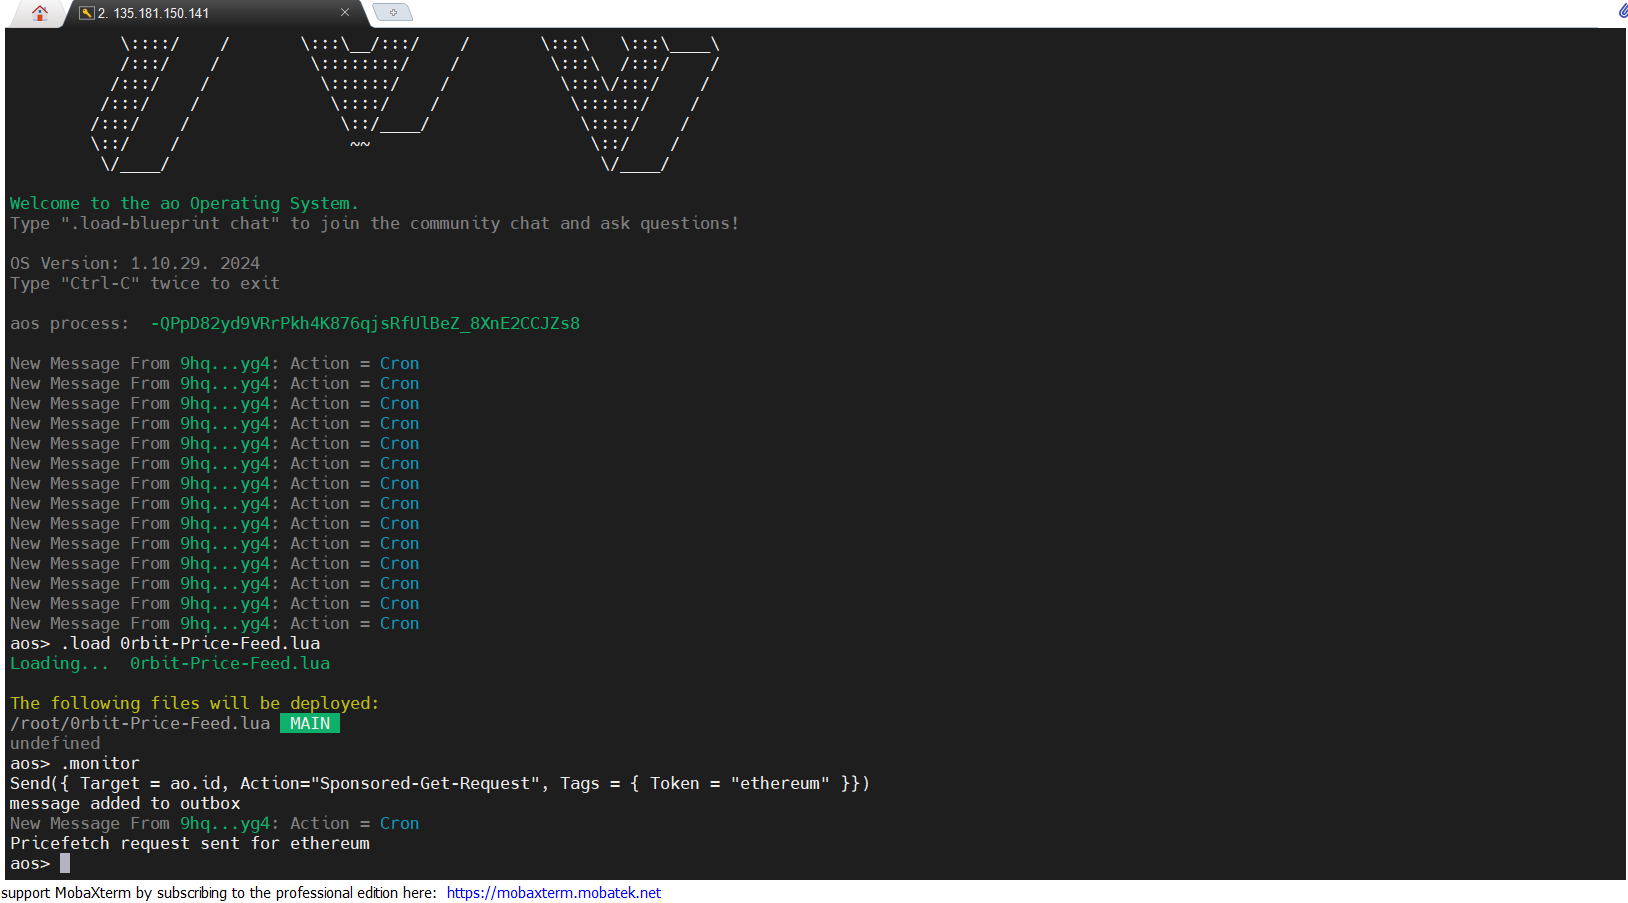 2. 135.181.150.141
\::::/    /       \:::\__/:::/    /       \:::\   \:::\____\
/:::/    /         \::::::::/    /         \:::\  /:::/    /
/:::/    /           \::::::/    /           \:::\/:::/    /
/:::/    /             \::::/    /             \::::::/    /
/:::/    /               \::/____/               \::::/    /
\::/    /                 ~~                      \::/    /
\/____/                                           \/____/
Welcome to the ao Operating System.
Type ".load-blueprint chat" to join the community chat and ask questions!
OS Version: 1.10.29. 2024
Type "Ctrl-C" twice to exit
aos process:  -QPpD82yd9VRrPkh4K876qjsRfUlBeZ_8XnE2CCJZs8
New Message From 9hq...yg4: Action = Cron
New Message From 9hq...yg4: Action = Cron
New Message From 9hq...yg4: Action = Cron
New Message From 9hq...yg4: Action = Cron
New Message From 9hq...yg4: Action = Cron
New Message From 9hq...yg4: Action = Cron
New Message From 9hq...yg4: Action = Cron
New Message From 9hq...yg4: Action = Cron
New Message From 9hq...yg4: Action = Cron
New Message From 9hq...yg4: Action = Cron
New Message From 9hq...yg4: Action = Cron
New Message From 9hq...yg4: Action = Cron
New Message From 9hq...yg4: Action = Cron
New Message From 9hq...yg4: Action = Cron
aos> .load 0rbit-Price-Feed.lua
Loading...  0rbit-Price-Feed.lua
The following files will be deployed:
/root/0rbit-Price-Feed.lua MAIN
undefined
aos> .monitor
Send({ Target = ao.id, Action="Sponsored-Get-Request", Tags = { Token = "ethereum" }})
message added to outbox
New Message From 9hq...yg4: Action = Cron
Pricefetch request sent for ethereum
aos>
support MobaXterm by subscribing to the professional edition here:  https://mobaxterm.mobatek.net